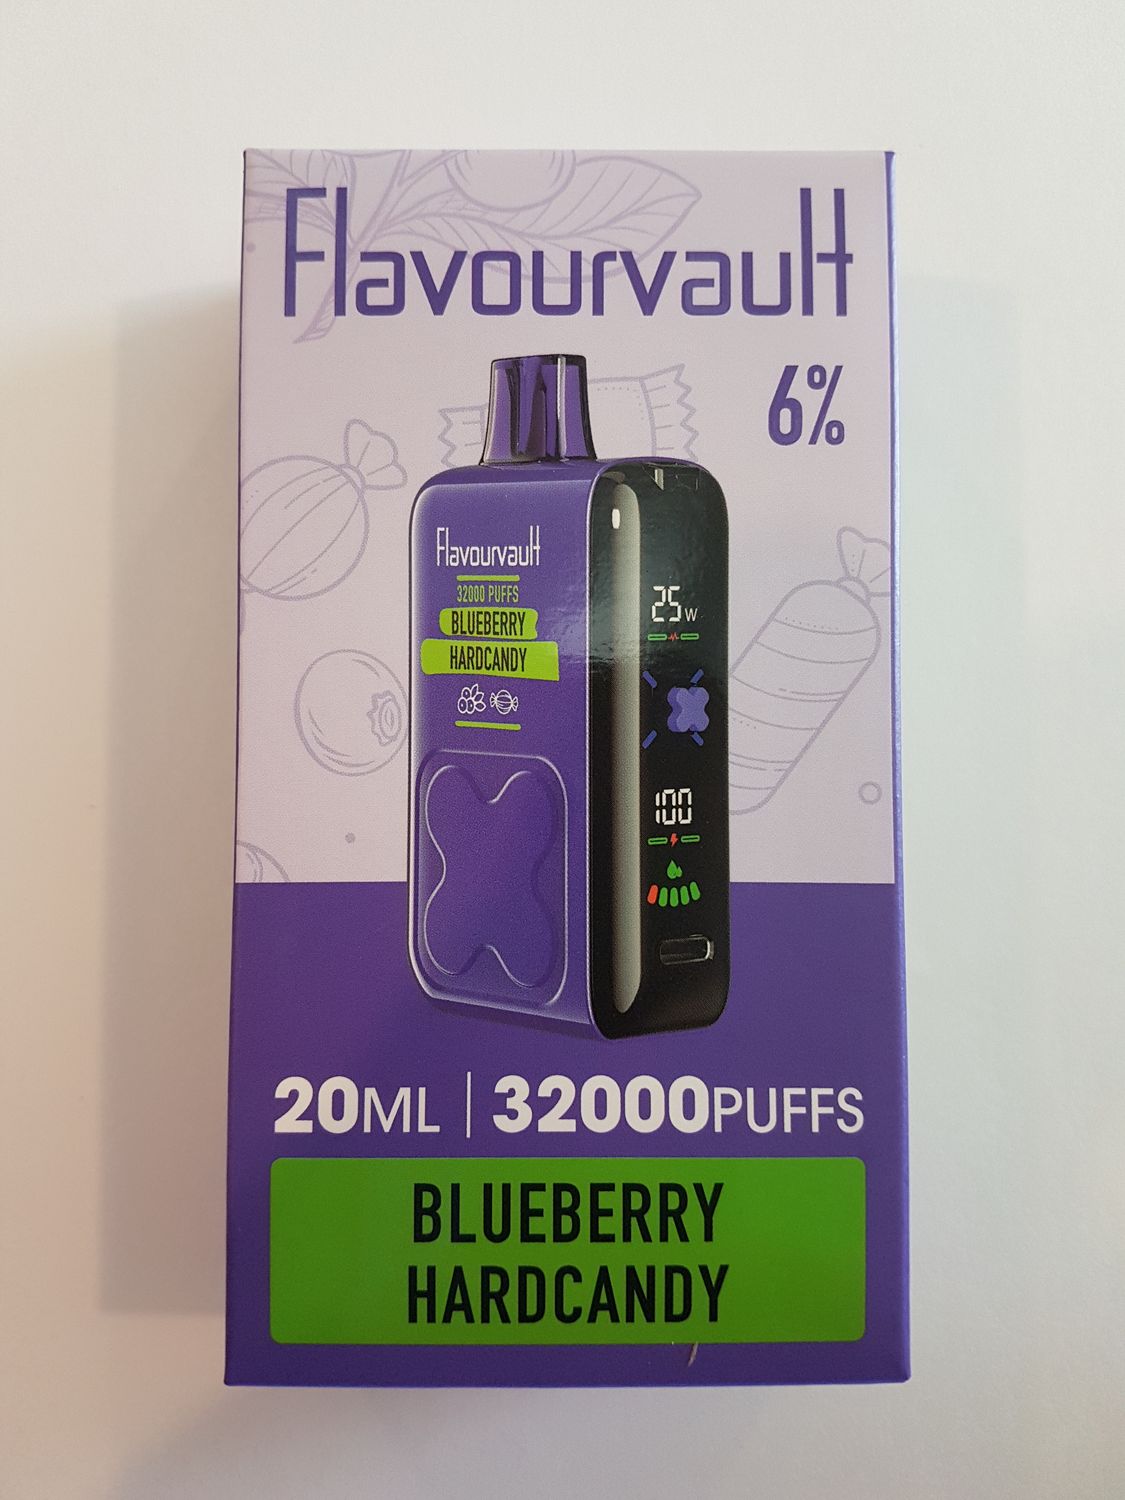 Flavourvault
6%
Flavourvault
32000 PUFFS
BLUEBERRY
HARDCANDY
25W
100
20ML | 32000PUFFS
BLUEBERRY
HARDCANDY